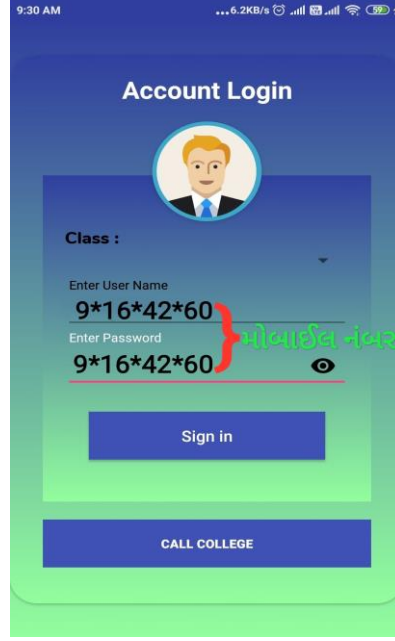 9:30 AM ...6.2KB/s 59
Account Login
Class :
Enter User Name
9*16*42*60
Enter Password
9*16*42*60
મોબાઈલ નંબર
Sign in
CALL COLLEGE